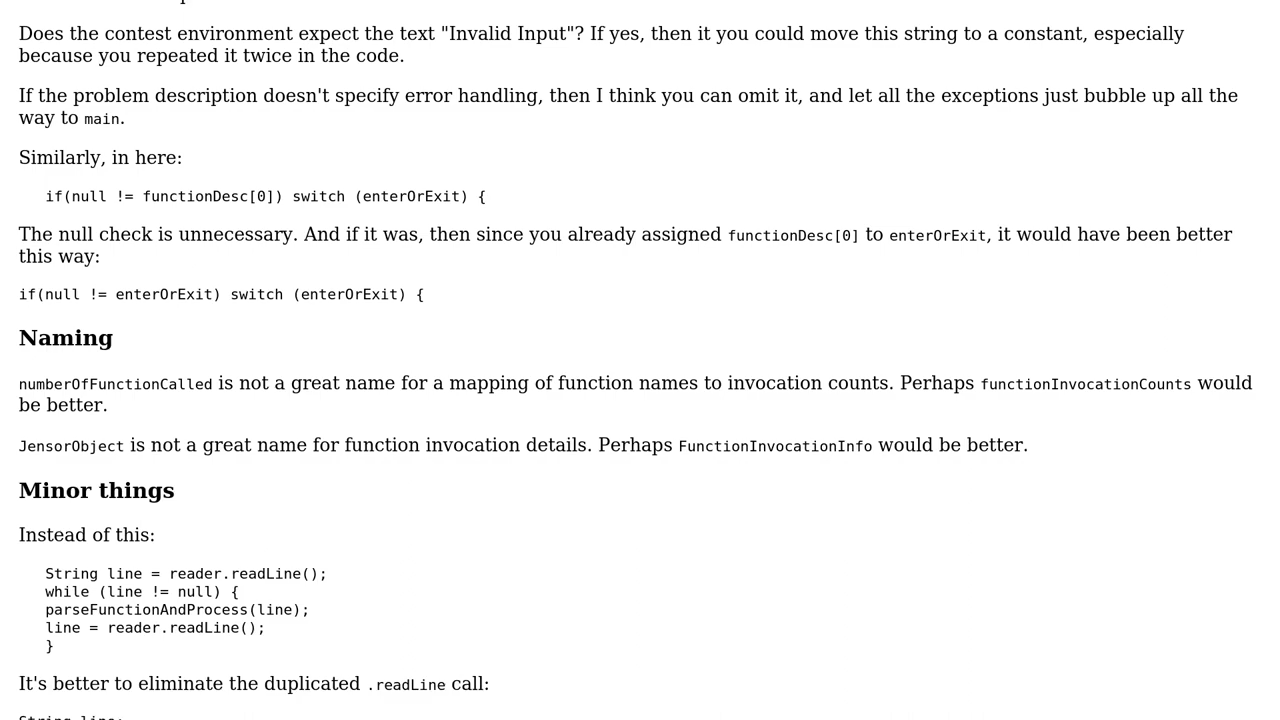 Does the contest environment expect the text "Invalid Input"? If yes, then it you could move this string to a constant, especially
because you repeated it twice in the code.
If the problem description doesn't specify error handling, then I think you can omit it, and let all the exceptions just bubble up all the
way to main.
Similarly, in here:
if(null != functionDesc[0]) switch (enterOrExit) {
The null check is unnecessary. And if it was, then since you already assigned functionDesc[0] to enterOrExit, it would have been better
this way:
if(null != enterOrExit) switch (enterOrExit) {
Naming
numberOfFunctionCalled is not a great name for a mapping of function names to invocation counts. Perhaps functionInvocationCounts would
be better.
JensorObject is not a great name for function invocation details. Perhaps FunctionInvocationInfo would be better.
Minor things
Instead of this:
String line = reader.readLine();
while (line != null) {
parseFunctionAndProcess(line);
line = reader.readLine();
}
It's better to eliminate the duplicated .readLine call:
String line;